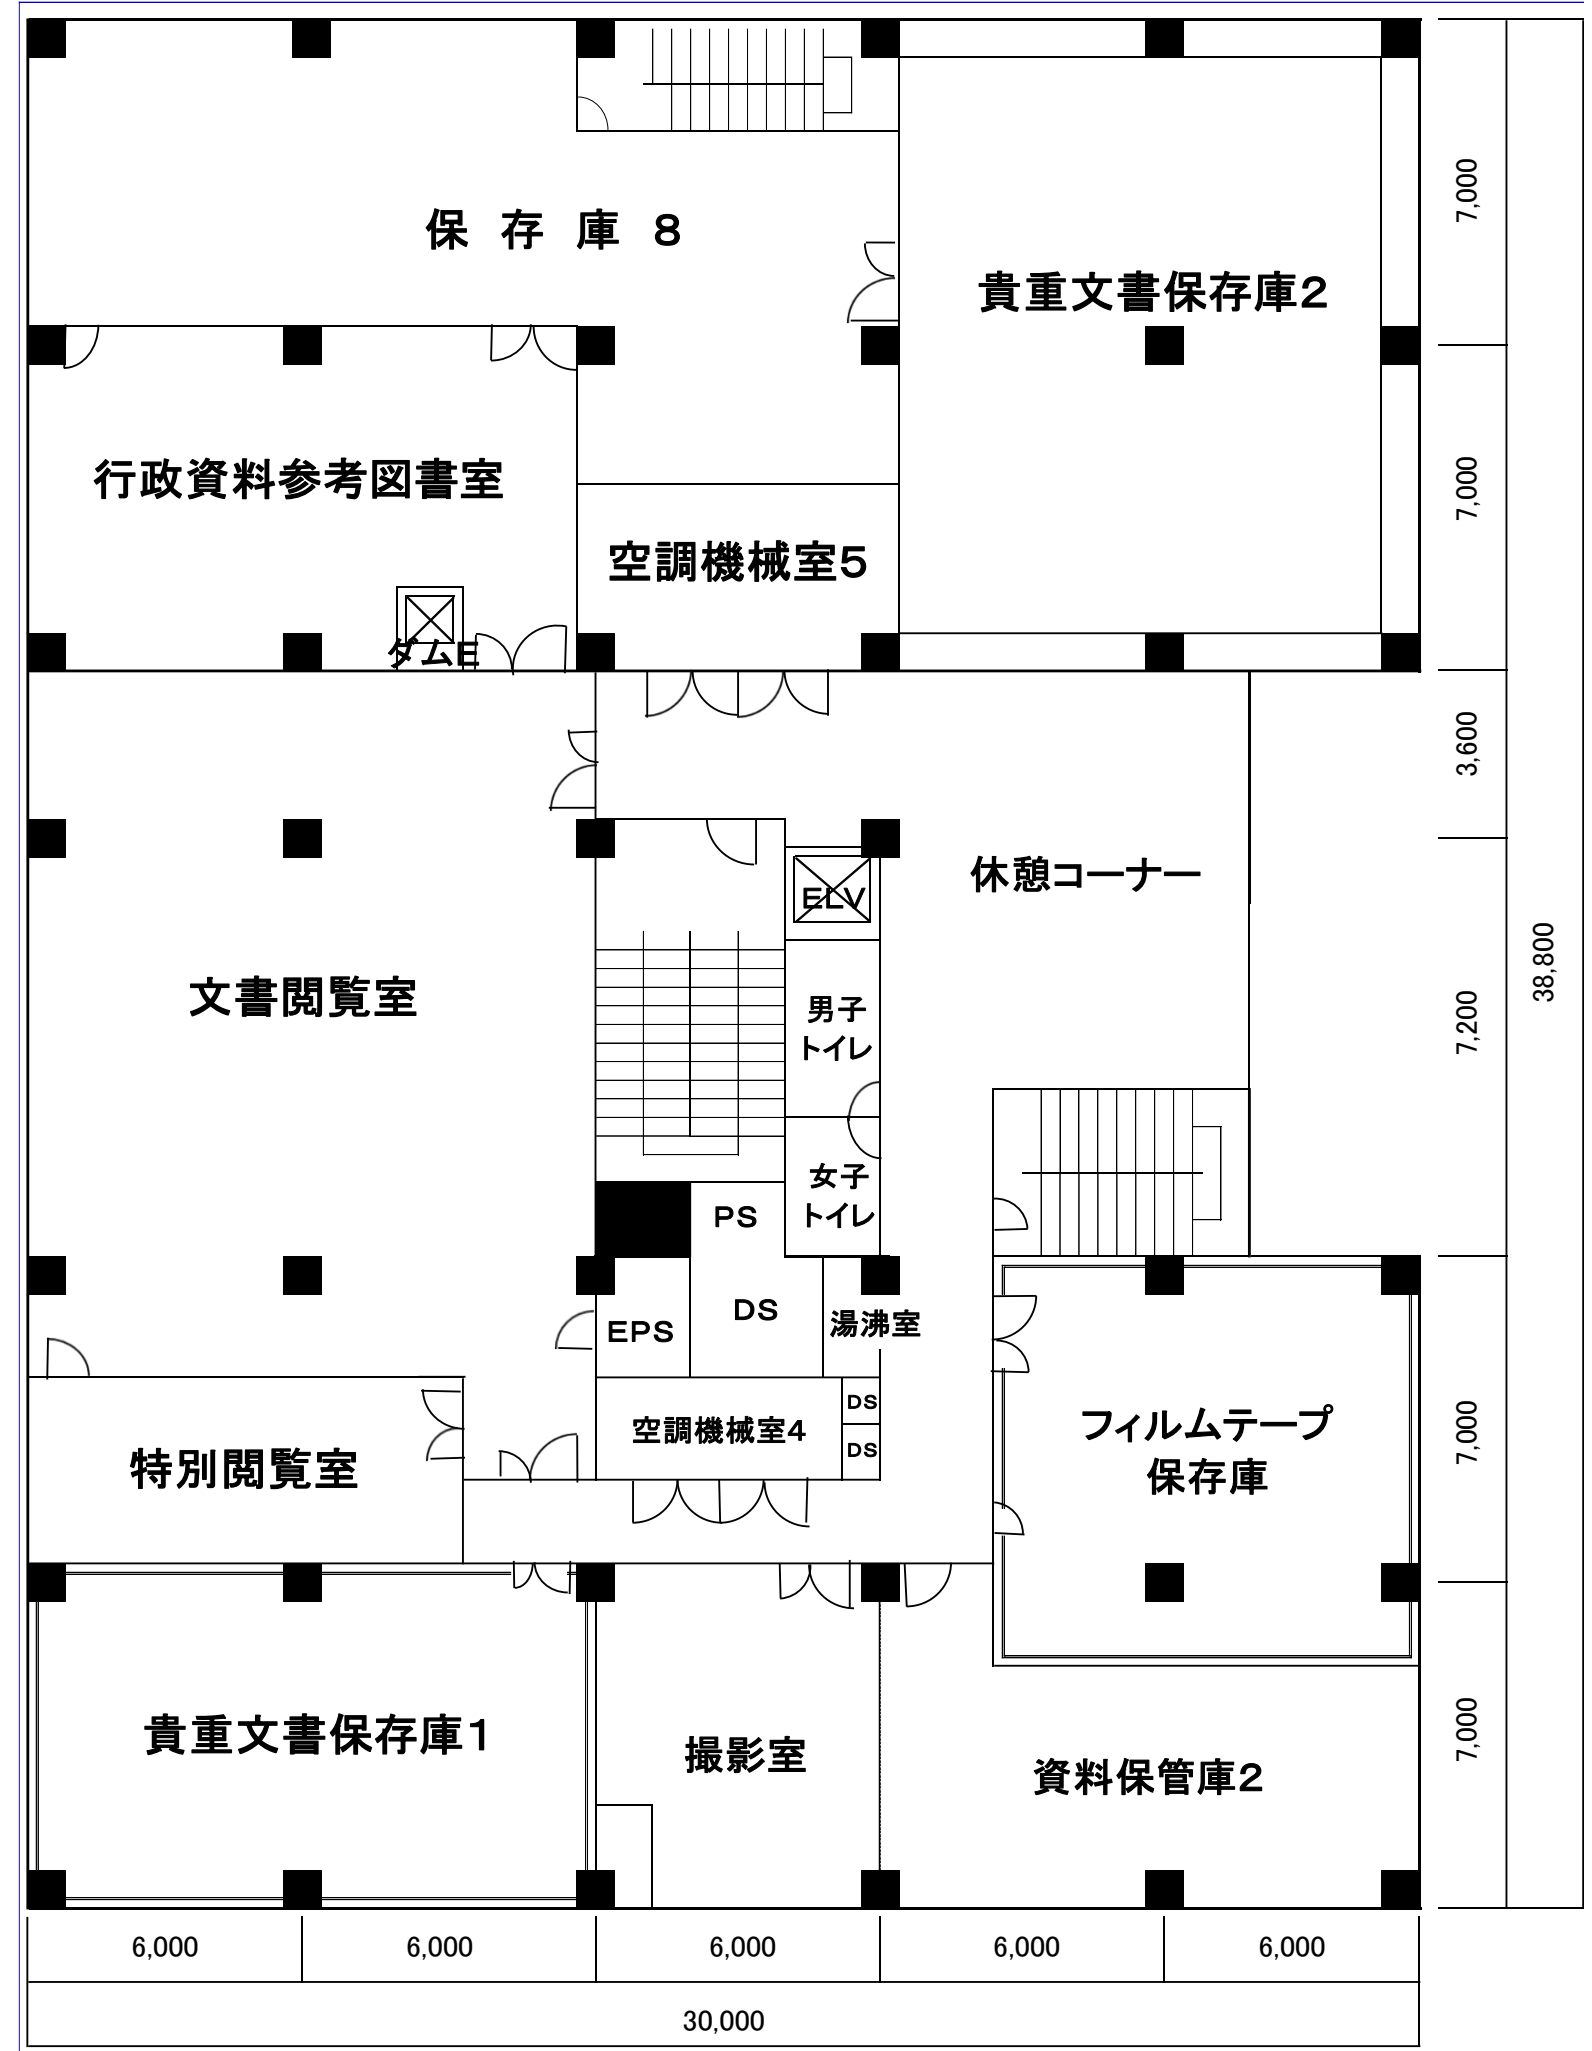 保 存 庫 8
7,000
貴重文書保存庫2
行政資料参考図書室
7,000
空調機械室5
ダムE
3,600
休憩コーナー
ELV
文書閲覧室
38,800
男子
トイレ
7,200
女子
トイレ
PS
DS
湯沸室
EPS
DS
空調機械室4
DS
フィルムテープ
保存庫
7,000
特別閲覧室
貴重文書保存庫1
撮影室
資料保管庫2
7,000
6,000
6,000
6,000
6,000
6,000
30,000